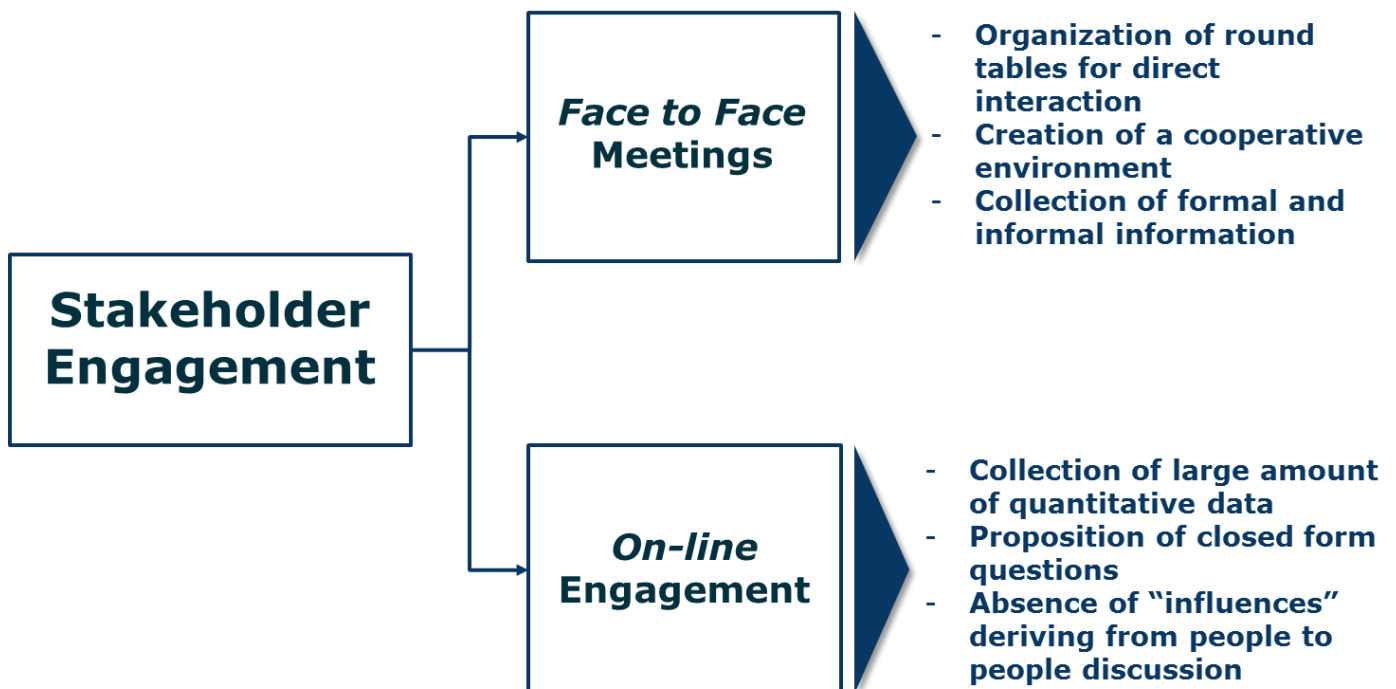 Stakeholder
Engagement
Face to Face
Meetings
- Organization of round
tables for direct
interaction
- Creation of a cooperative
environment
- Collection of formal and
informal information
On-line
Engagement
- Collection of large amount
of quantitative data
- Proposition of closed form
questions
- Absence of “influences”
deriving from people to
people discussion